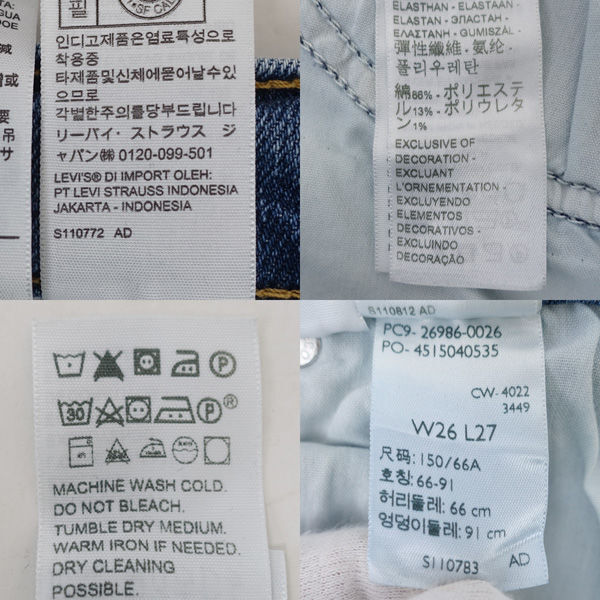 필
SF CAL
인디고제품은염료특성으로
착용중
타제품및신체에묻어날수있
으므로
각별한주의를당부드립니다
リーバイ・ストラウス ジ
ャパン㈱ 0120-099-501
LEVI'S® DI IMPORT OLEH:
PT LEVI STRAUSS INDONESIA
JAKARTA - INDONESIA
S110772 AD
ELASTHAN - ELASTAAN -
ELASTAN - ЭЛАСТАН -
ΕΛΑΣΤΑΝΗ - GUMISZÁL -
彈性纖維 - 氨纶 -
폴리우레탄
綿86% - ポリエステ
ル13% - ポリウレタ
ン1%
EXCLUSIVE OF
DECORATION -
EXCLUANT
L'ORNEMENTATION -
EXCLUYENDO
ELEMENTOS
DECORATIVOS -
EXCLUINDO
DECORAÇÃO
P
30
P®
MACHINE WASH COLD.
DO NOT BLEACH.
TUMBLE DRY MEDIUM.
WARM IRON IF NEEDED.
DRY CLEANING
POSSIBLE.
S110812 AD
PC9- 26986-0026
PO- 4515040535
CW- 4022
3449
W26 L27
尺码: 150/66A
호칭: 66-91
허리둘레: 66 cm
엉덩이둘레: 91 cm
S110783 AD